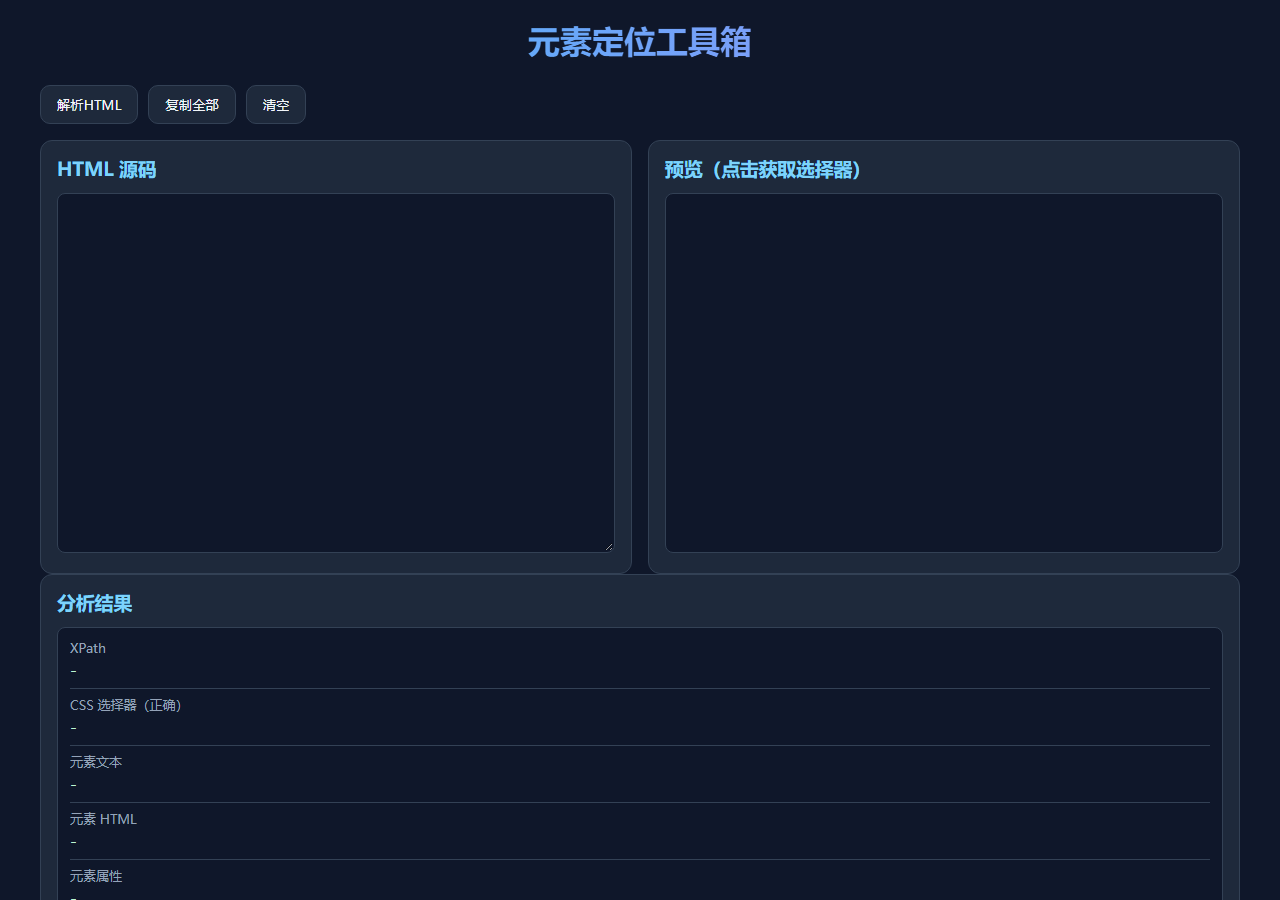 元素定位工具箱
解析HTML 复制全部 清空
HTML 源码
预览（点击获取选择器）
分析结果
XPath
-
CSS 选择器（正确）
-
元素文本
-
元素 HTML
-
元素属性
-